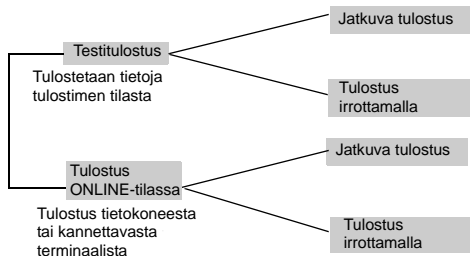 Jatkuva tulostus
Testitulostus
Tulostetaan tietoja
tulostimen tilasta
Tulostus
irrottamalla
Jatkuva tulostus
Tulostus
ONLINE-tilassa
Tulostus tietokoneesta
tai kannettavasta
terminaalista
Tulostus
irrottamalla